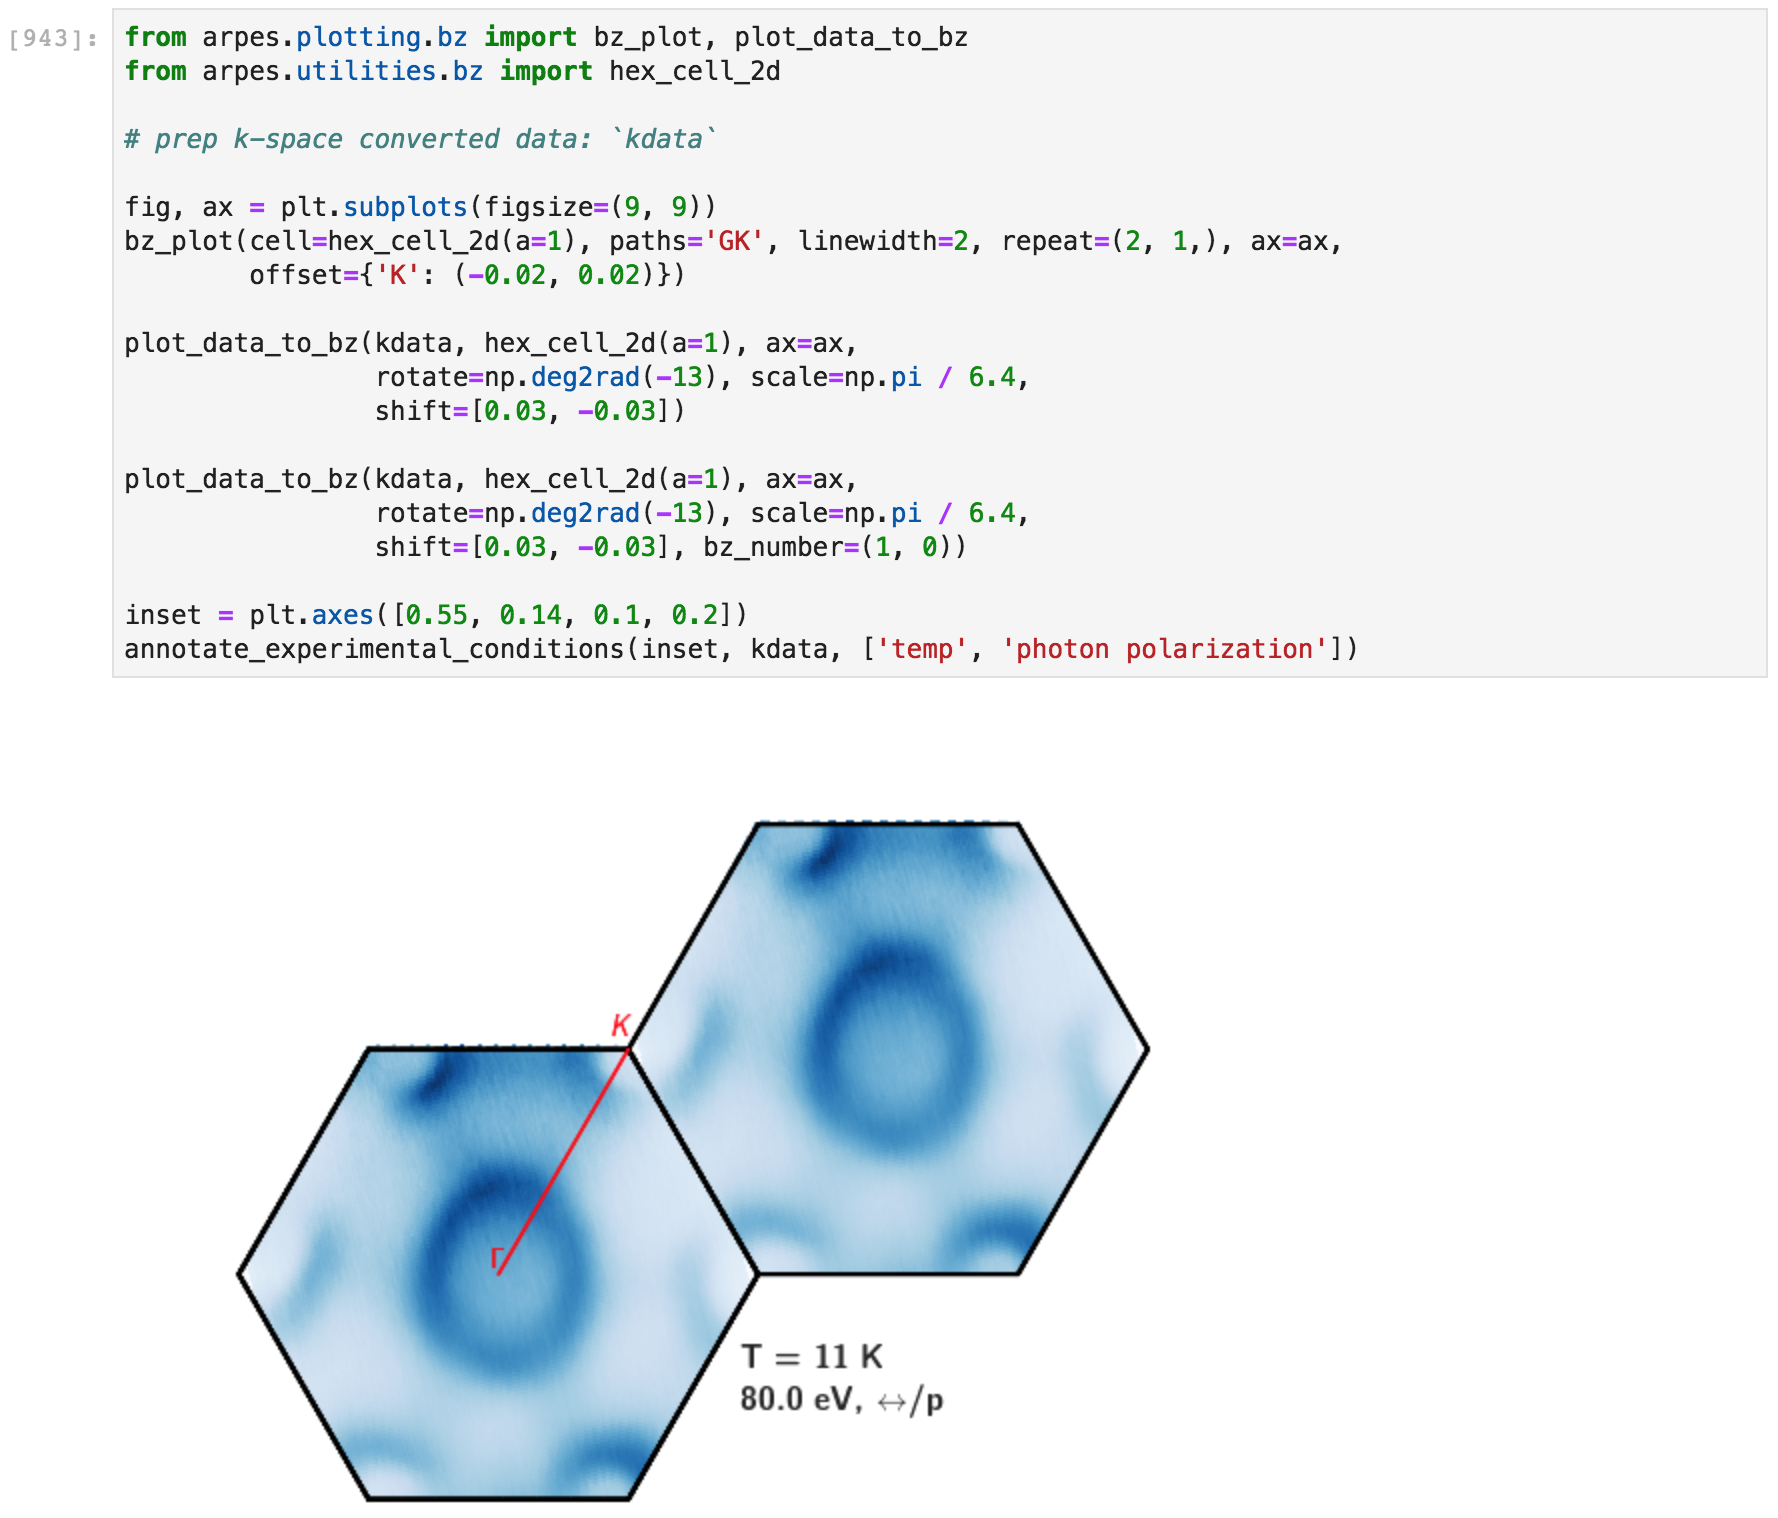 [943]:
from arpes.plotting.bz import bz_plot, plot_data_to_bz
from arpes.utilities.bz import hex_cell_2d
# prep k-space converted data: `kdata`
fig, ax = plt.subplots(figsize=(9, 9))
bz_plot(cell=hex_cell_2d(a=1), paths='GK', linewidth=2, repeat=(2, 1,), ax=ax,
        offset={'K': (-0.02, 0.02)})
plot_data_to_bz(kdata, hex_cell_2d(a=1), ax=ax,
                rotate=np.deg2rad(-13), scale=np.pi / 6.4,
                shift=[0.03, -0.03])
plot_data_to_bz(kdata, hex_cell_2d(a=1), ax=ax,
                rotate=np.deg2rad(-13), scale=np.pi / 6.4,
                shift=[0.03, -0.03], bz_number=(1, 0))
inset = plt.axes([0.55, 0.14, 0.1, 0.2])
annotate_experimental_conditions(inset, kdata, ['temp', 'photon polarization'])
K
Γ
T = 11 K
80.0 eV, ↔/p